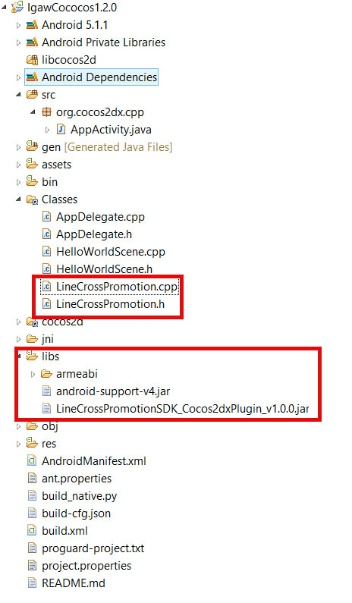 IgawCococos1.2.0
Android 5.1.1
Android Private Libraries
libcocos2d
Android Dependencies
src
org.cocos2dx.cpp
AppActivity.java
gen [Generated Java Files]
assets
bin
Classes
AppDelegate.cpp
AppDelegate.h
HelloWorldScene.cpp
HelloWorldScene.h
LineCrossPromotion.cpp
LineCrossPromotion.h
cocos2d
jni
libs
armeabi
android-support-v4.jar
LineCrossPromotionSDK_Cocos2dxPlugin_v1.0.0.jar
obj
res
AndroidManifest.xml
ant.properties
build_native.py
build-cfg.json
build.xml
proguard-project.txt
project.properties
README.md